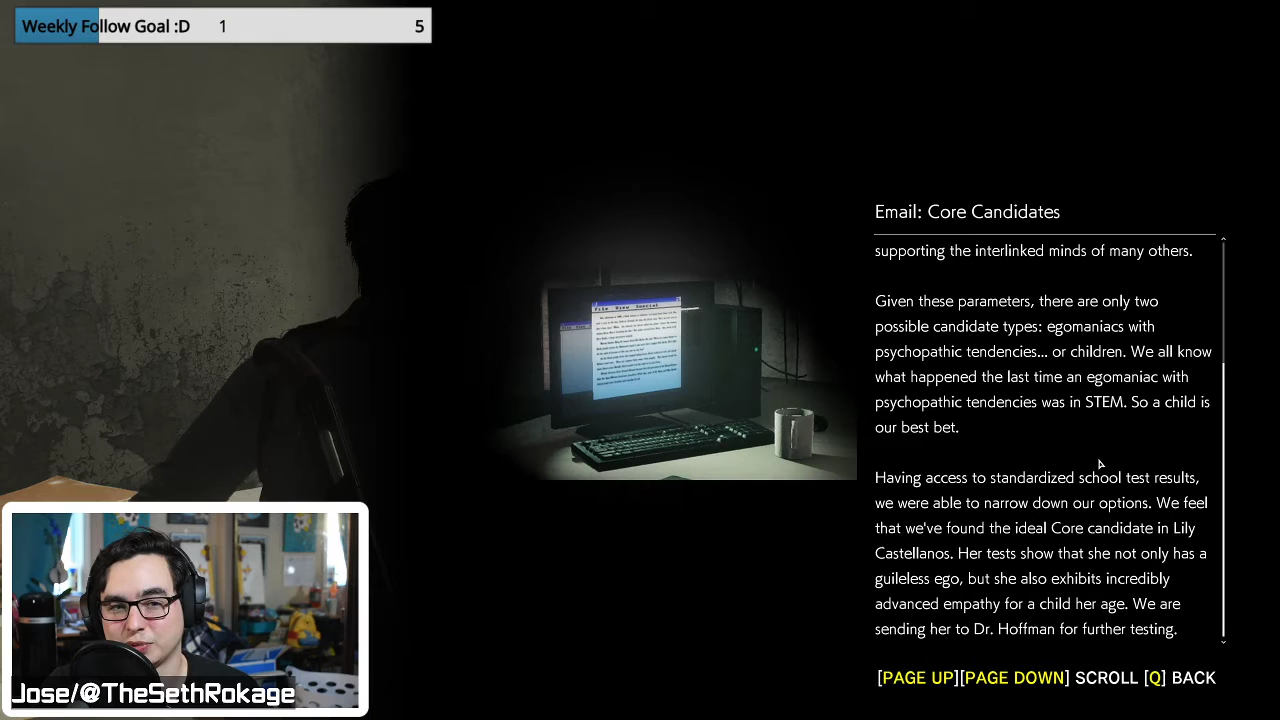 Weekly Follow Goal :D 1 5
Email: Core Candidates
supporting the interlinked minds of many others.
Given these parameters, there are only two
possible candidate types: egomaniacs with
psychopathic tendencies... or children. We all know
what happened the last time an egomaniac with
psychopathic tendencies was in STEM. So a child is
our best bet.
Having access to standardized school test results,
we were able to narrow down our options. We feel
that we've found the ideal Core candidate in Lily
Castellanos. Her tests show that she not only has a
guileless ego, but she also exhibits incredibly
advanced empathy for a child her age. We are
sending her to Dr. Hoffman for further testing.
[PAGE UP][PAGE DOWN] SCROLL [Q] BACK
File View Special
Jose/@TheSethRokage